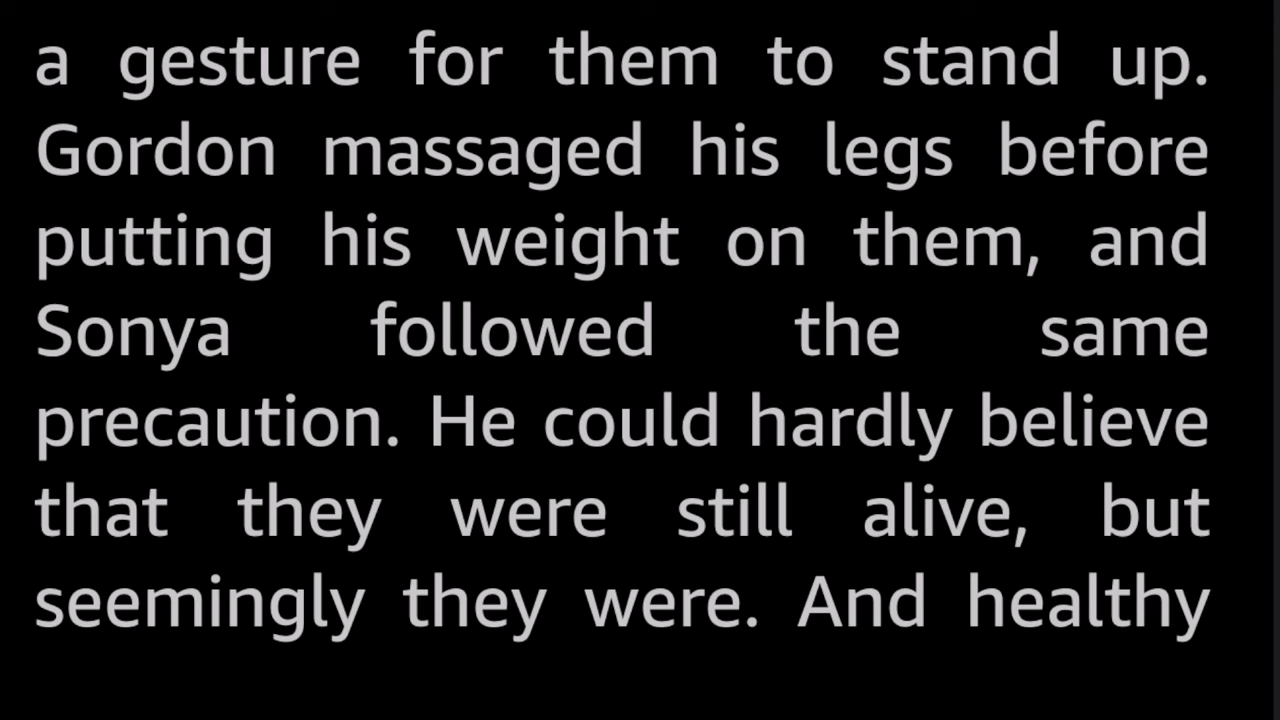 a gesture for them to stand up.
Gordon massaged his legs before
putting his weight on them, and
Sonya followed the same
precaution. He could hardly believe
that they were still alive, but
seemingly they were. And healthy